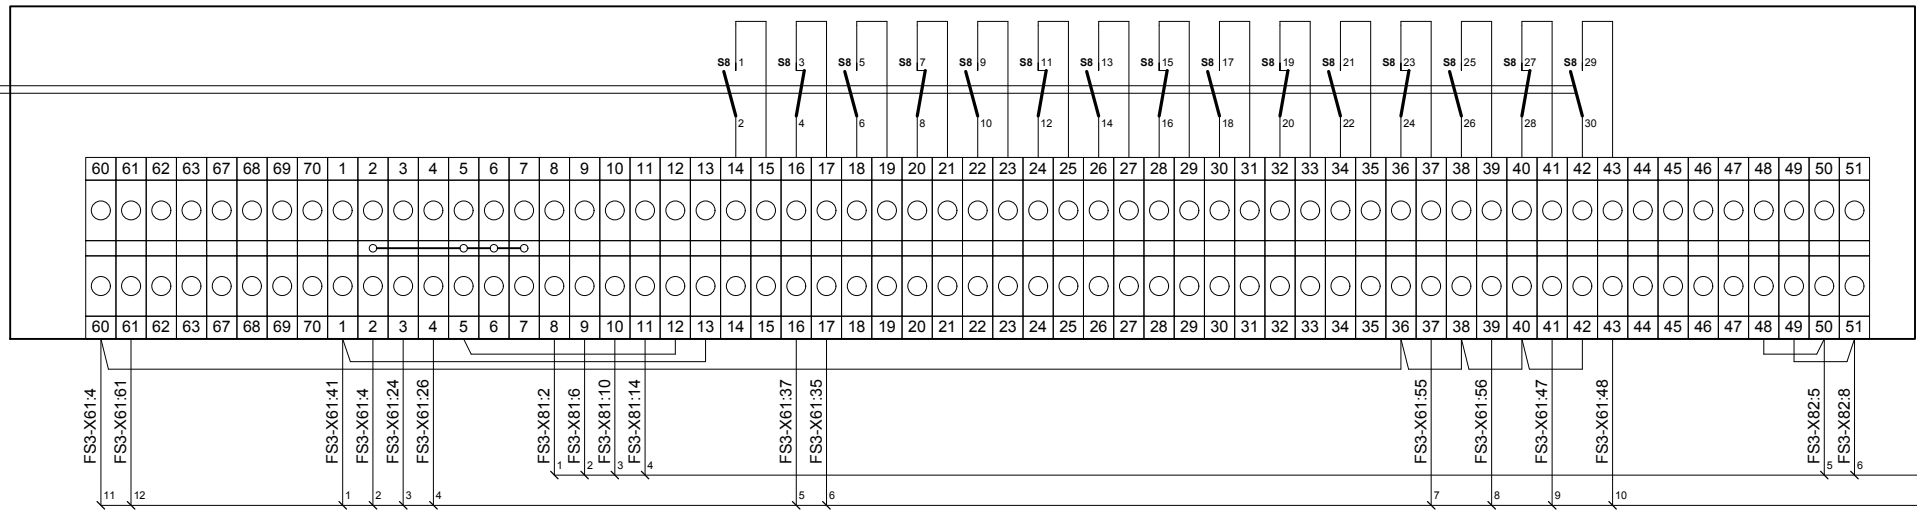 S8 1 S8 3 S8 5 S8 7 S8 9 S8 11 S8 13 S8 15 S8 17 S8 19 S8 21 S8 23 S8 25 S8 27 S8 29
2 4 6 8 10 12 14 16 18 20 22 24 26 28 30
60 61 62 63 67 68 69 70 1 2 3 4 5 6 7 8 9 10 11 12 13 14 15 16 17 18 19 20 21 22 23 24 25 26 27 28 29 30 31 32 33 34 35 36 37 38 39 40 41 42 43 44 45 46 47 48 49 50 51
60 61 62 63 67 68 69 70 1 2 3 4 5 6 7 8 9 10 11 12 13 14 15 16 17 18 19 20 21 22 23 24 25 26 27 28 29 30 31 32 33 34 35 36 37 38 39 40 41 42 43 44 45 46 47 48 49 50 51
FS3-X61:4
FS3-X61:61
FS3-X61:41
FS3-X61:4
FS3-X61:24
FS3-X61:26
FS3-X81:2
FS3-X81:6
FS3-X81:10
FS3-X81:14
FS3-X61:37
FS3-X61:35
FS3-X61:55
FS3-X61:56
FS3-X61:47
FS3-X61:48
FS3-X82:5
FS3-X82:8
1 2 3 4 5 6
11 12 1 2 3 4 5 6 7 8 9 10